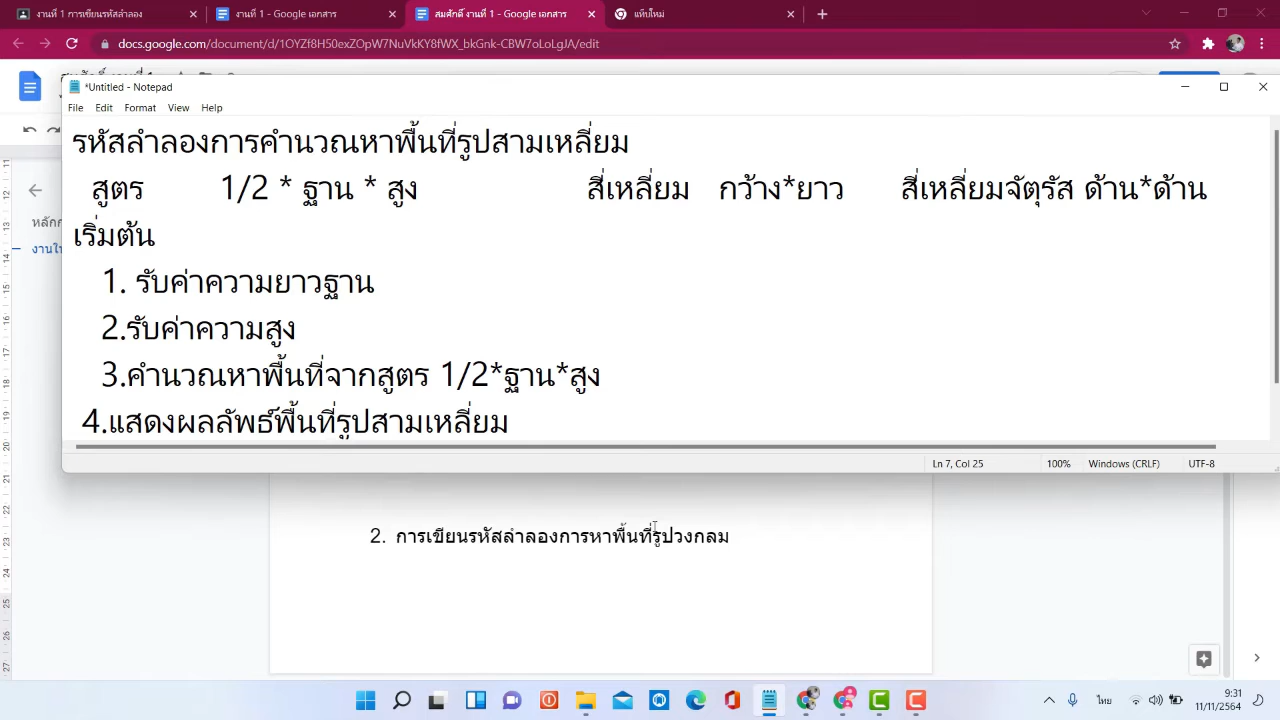 งานที่ 1 การเขียนรหัสลำลอง
งานที่ 1 - Google เอกสาร
สมศักดิ์ งานที่ 1 - Google เอกสาร
แท็บใหม่
docs.google.com/document/d/1OYZf8H50exZOpW7NuVkKY8fWX_bkGnk-CBW7oLoLgJA/edit
*Untitled - Notepad
File Edit Format View Help
รหัสลำลองการคำนวณหาพื้นที่รูปสามเหลี่ยม
สูตร 1/2 * ฐาน * สูง สี่เหลี่ยม กว้าง*ยาว สี่เหลี่ยมจัตุรัส ด้าน*ด้าน
เริ่มต้น
1. รับค่าความยาวฐาน
2.รับค่าความสูง
3.คำนวณหาพื้นที่จากสูตร 1/2*ฐาน*สูง
4.แสดงผลลัพธ์พื้นที่รูปสามเหลี่ยม
Ln 7, Col 25 100% Windows (CRLF) UTF-8
2. การเขียนรหัสลำลองการหาพื้นที่รูปวงกลม
ไทย
9:31
11/11/2564